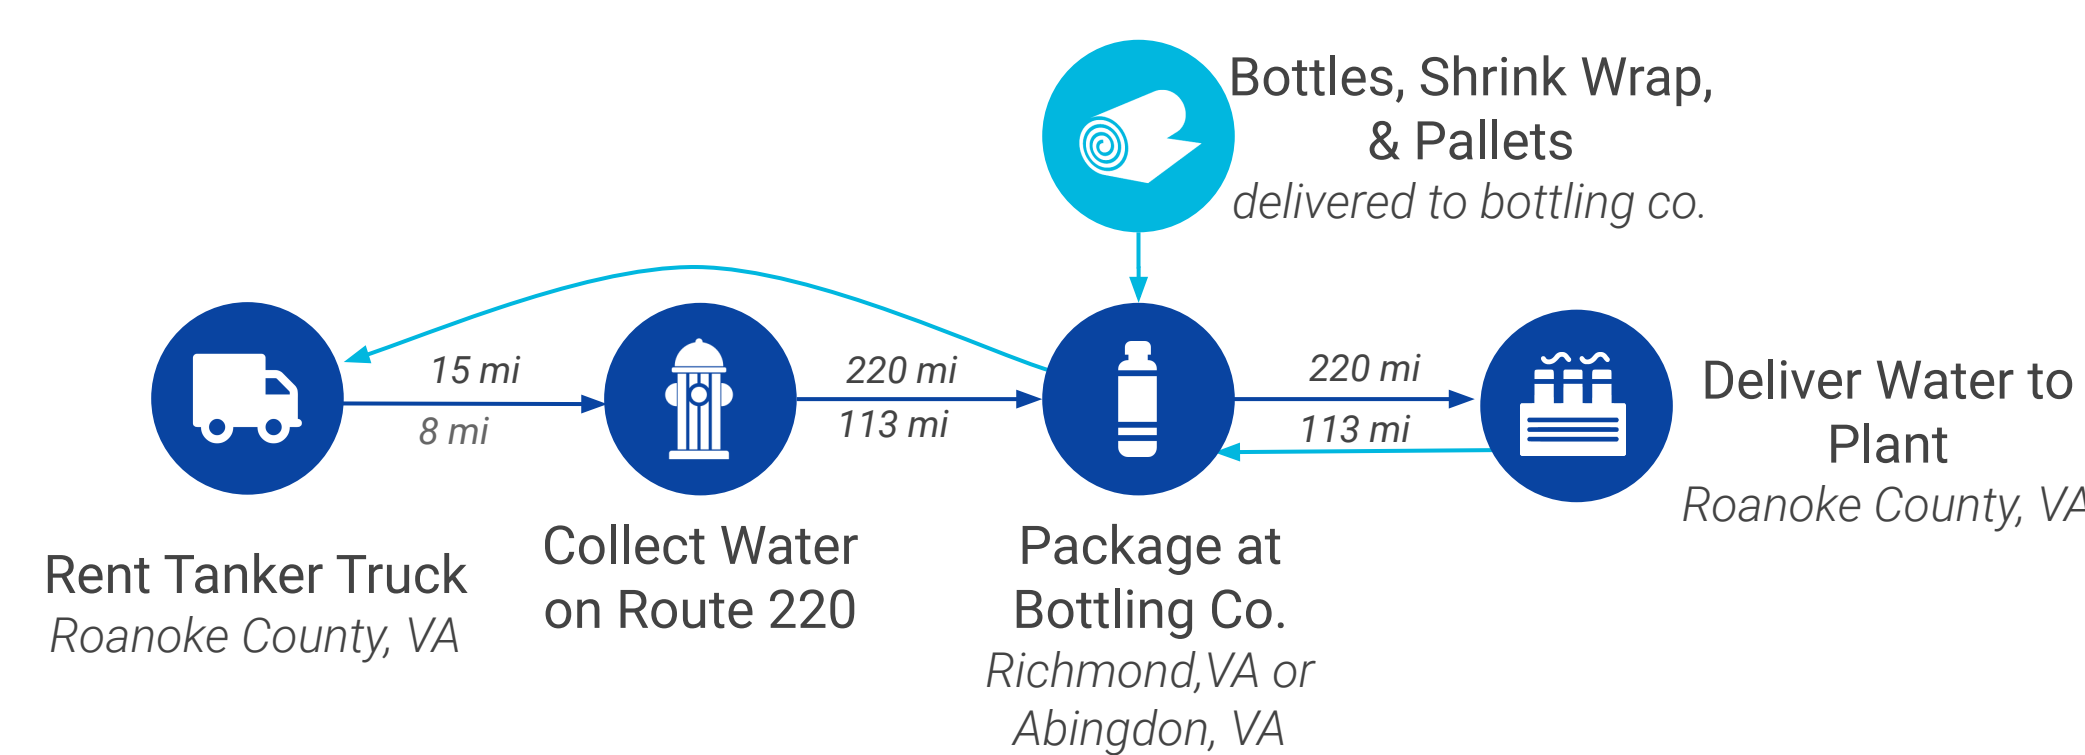 Bottles, Shrink Wrap,
& Pallets
delivered to bottling co.
15 mi
8 mi
220 mi
113 mi
220 mi
113 mi
Rent Tanker Truck
Roanoke County, VA
Collect Water
on Route 220
Package at
Bottling Co.
Richmond,VA or
Abingdon, VA
Deliver Water to
Plant
Roanoke County, VA